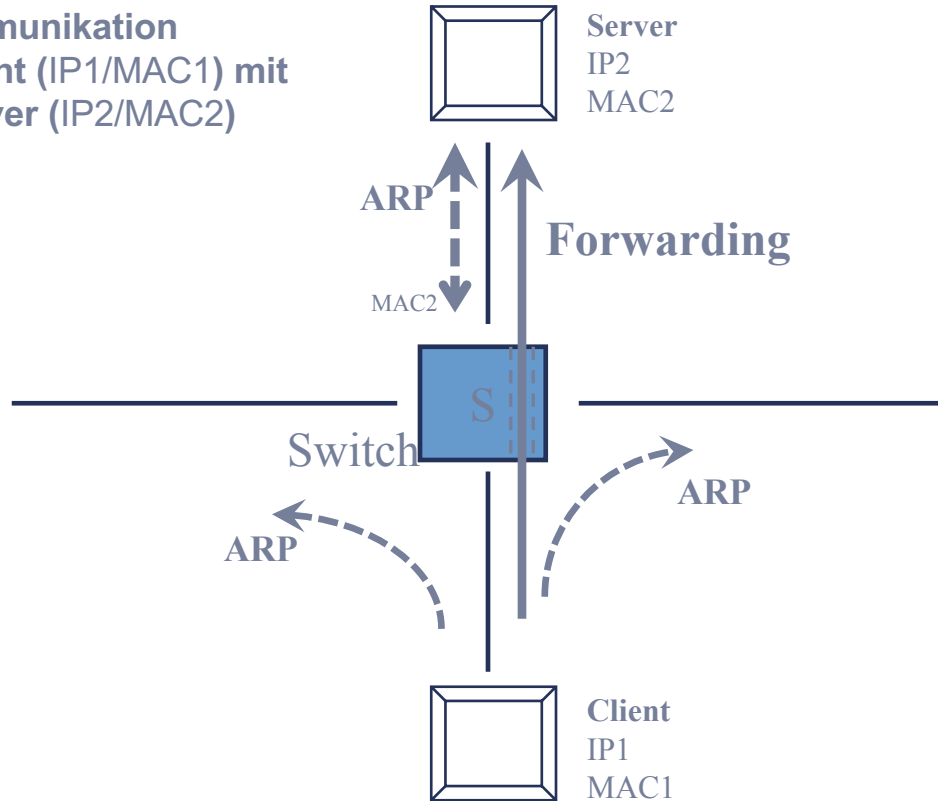 munikation
nt (IP1/MAC1) mit
ver (IP2/MAC2)
Server
IP2
MAC2
ARP
Forwarding
MAC2
S
Switch
ARP
ARP
Client
IP1
MAC1